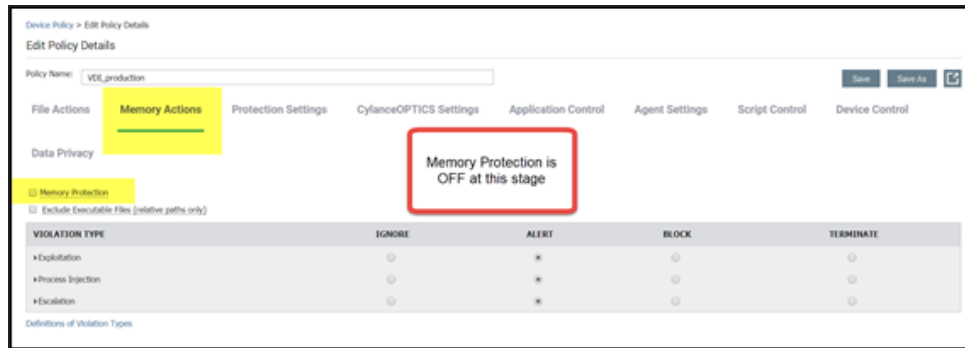 Device Policy > Edit Policy Details
Edit Policy Details
Policy Name: VDI_production
Save Save As
File Actions Memory Actions Protection Settings CylanceOPTICS Settings Application Control Agent Settings Script Control Device Control
Data Privacy
Memory Protection is
OFF at this stage
Memory Protection
Exclude Executable Files (relative paths only)
VIOLATION TYPE IGNORE ALERT BLOCK TERMINATE
Exploitation
Process Injection
Escalation
Definitions of Violation Types